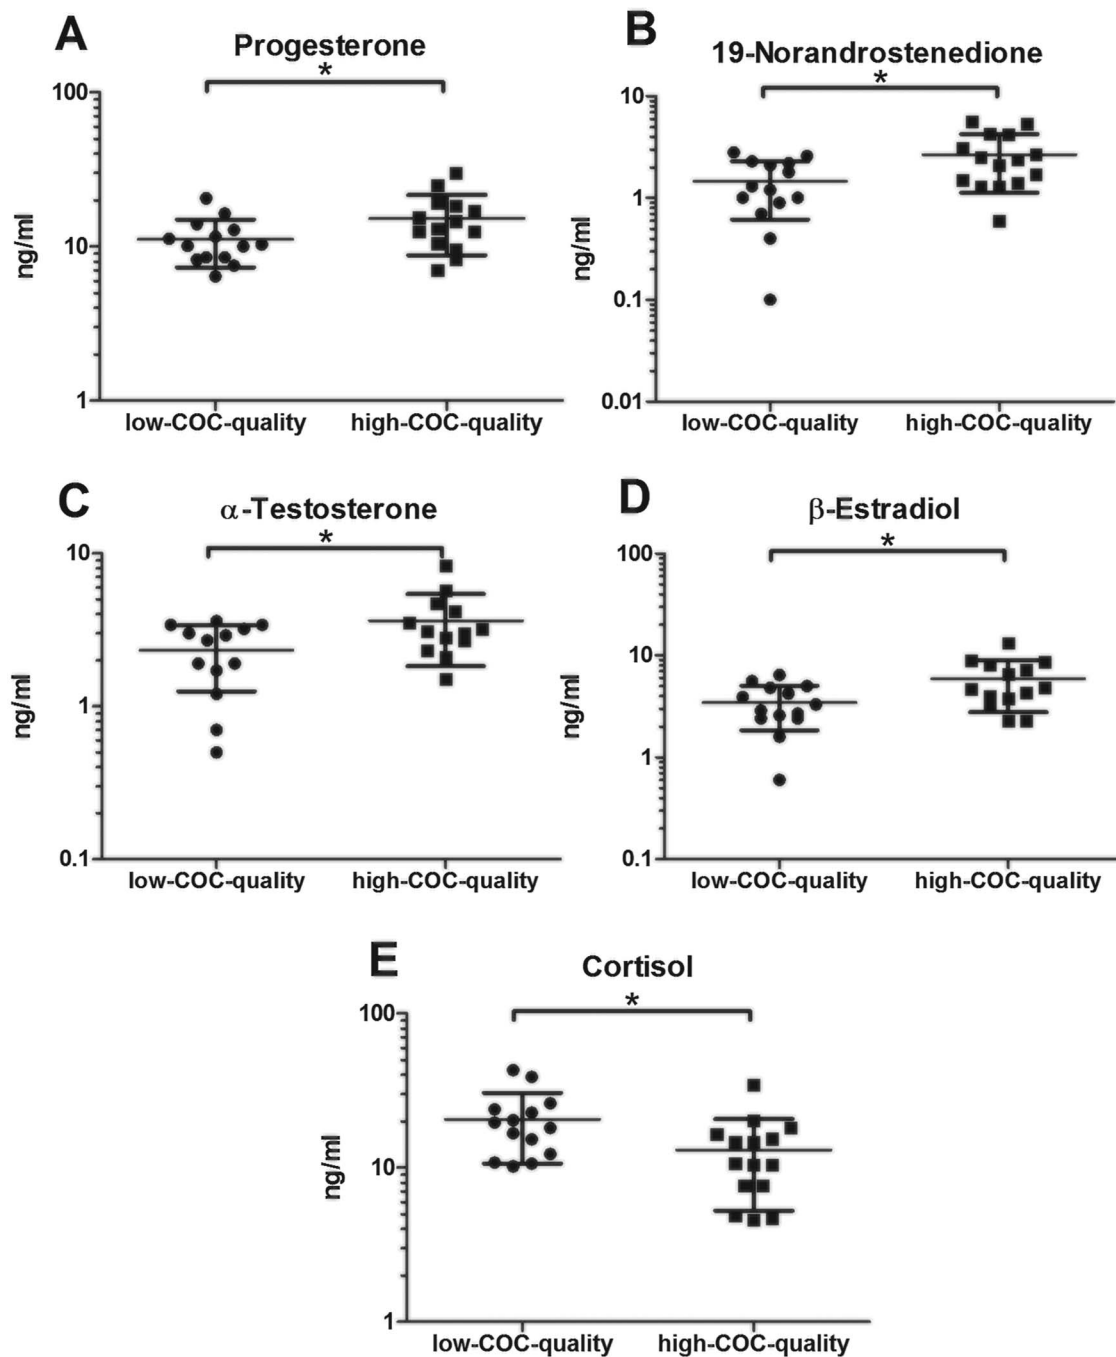 A
Progesterone
*
100
10
1
ng/ml
low-COC-quality
high-COC-quality
B
19-Norandrostenedione
*
10
1
0.1
0.01
ng/ml
low-COC-quality
high-COC-quality
C
α-Testosterone
*
10
1
0.1
ng/ml
low-COC-quality
high-COC-quality
D
β-Estradiol
*
100
10
1
0.1
ng/ml
low-COC-quality
high-COC-quality
E
Cortisol
*
100
10
1
ng/ml
low-COC-quality
high-COC-quality